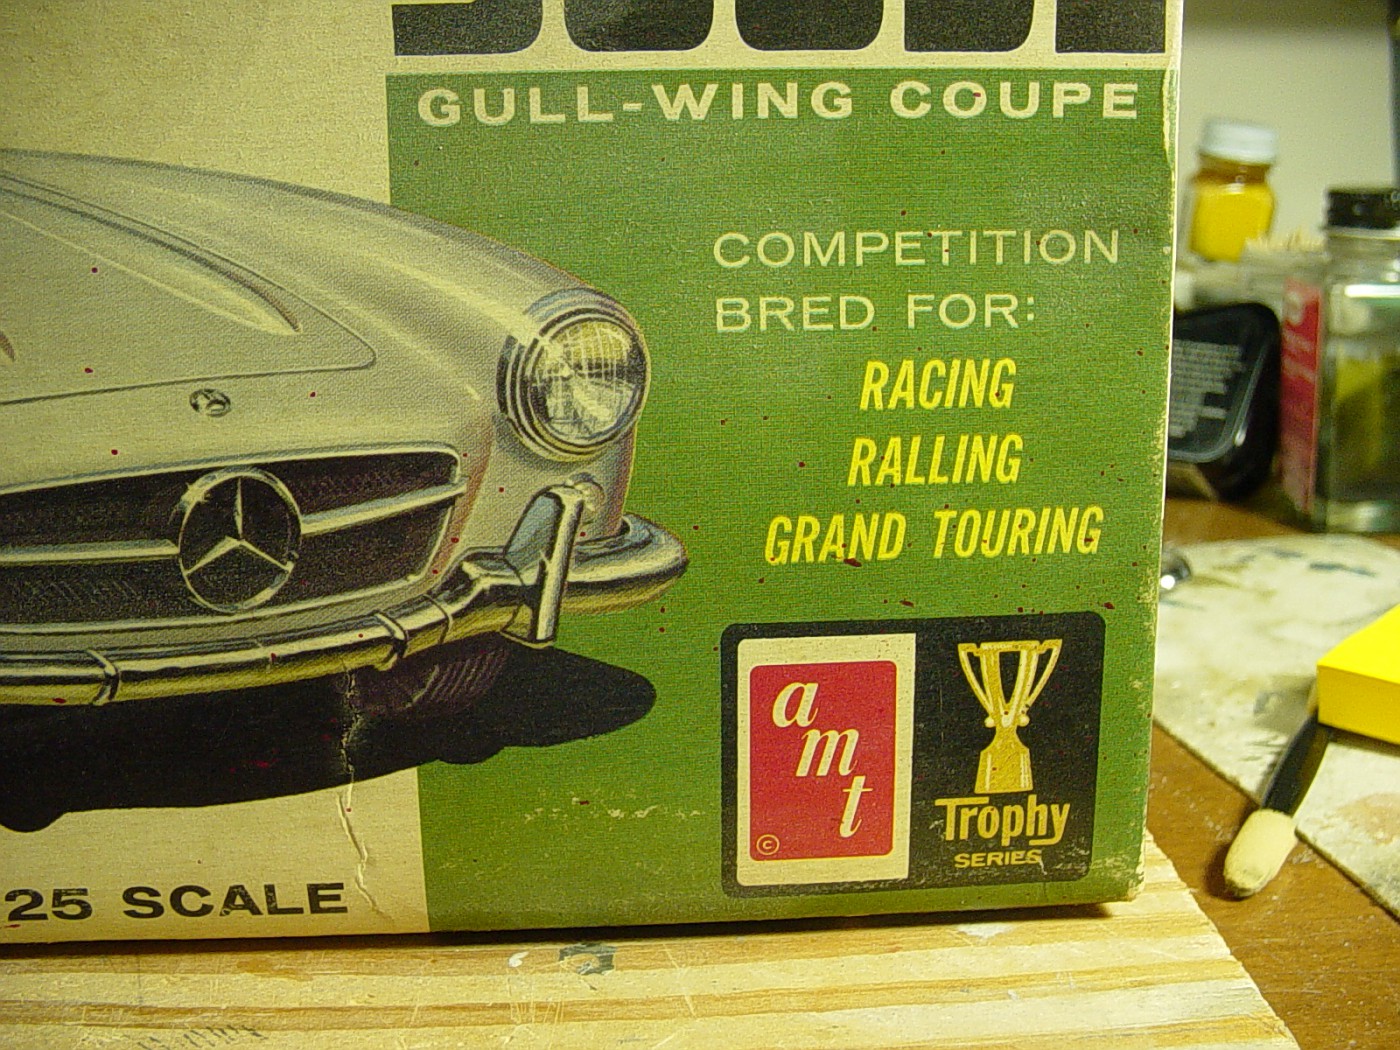 GULL-WING COUPE
COMPETITION
BRED FOR:
RACING
RALLING
GRAND TOURING
amt
©
Trophy
SERIES
25 SCALE